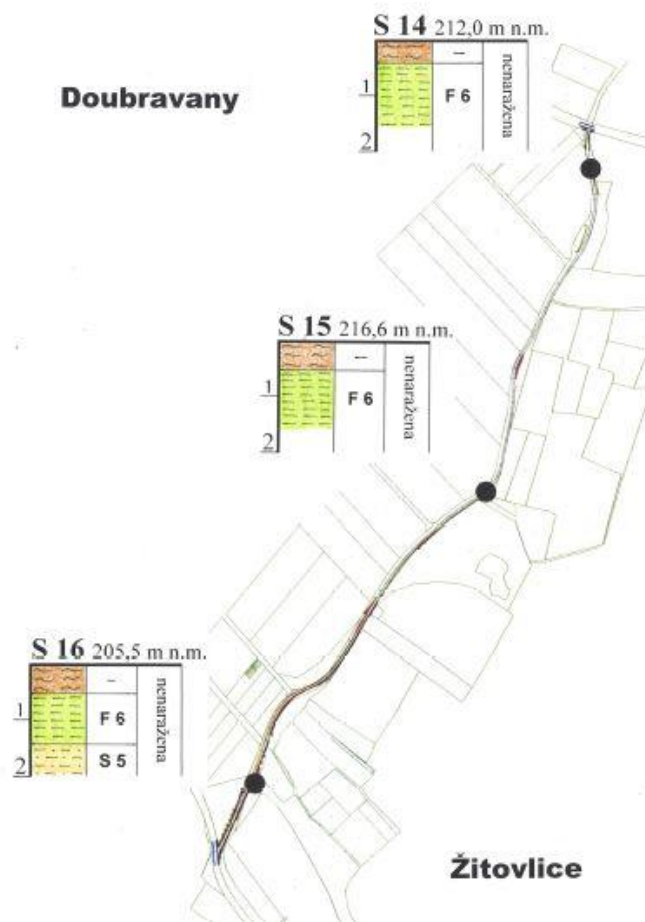 S 14 212,0 m n.m.
Doubravany
–
1
F 6
nenaražena
2
S 15 216,6 m n.m.
–
1
F 6
nenaražena
2
S 16 205,5 m n.m.
–
1
F 6
nenaražena
2
S 5
Žitovlice